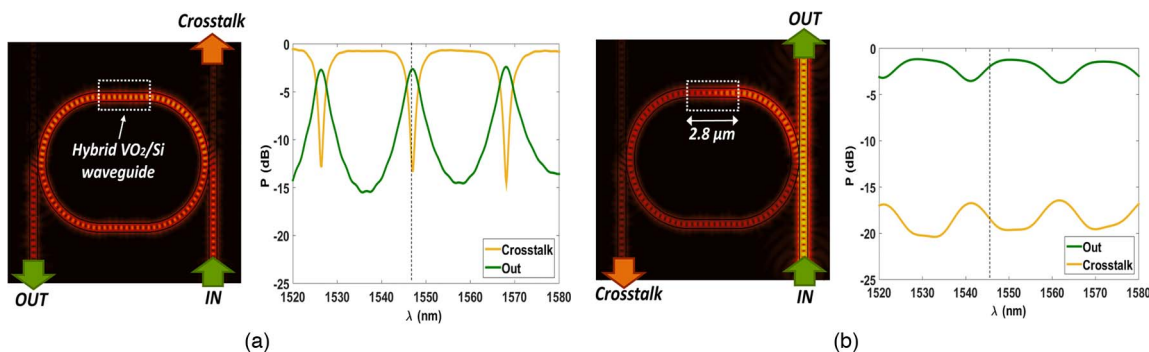 Crosstalk
Hybrid VO₂/Si
waveguide
OUT
IN
P (dB)
0
-5
-10
-15
-20
-25
1520
1530
1540
1550
1560
1570
1580
λ (nm)
Crosstalk
Out
(a)
OUT
2.8 μm
Crosstalk
IN
P (dB)
0
-5
-10
-15
-20
-25
1520
1530
1540
1550
1560
1570
1580
λ (nm)
Out
Crosstalk
(b)